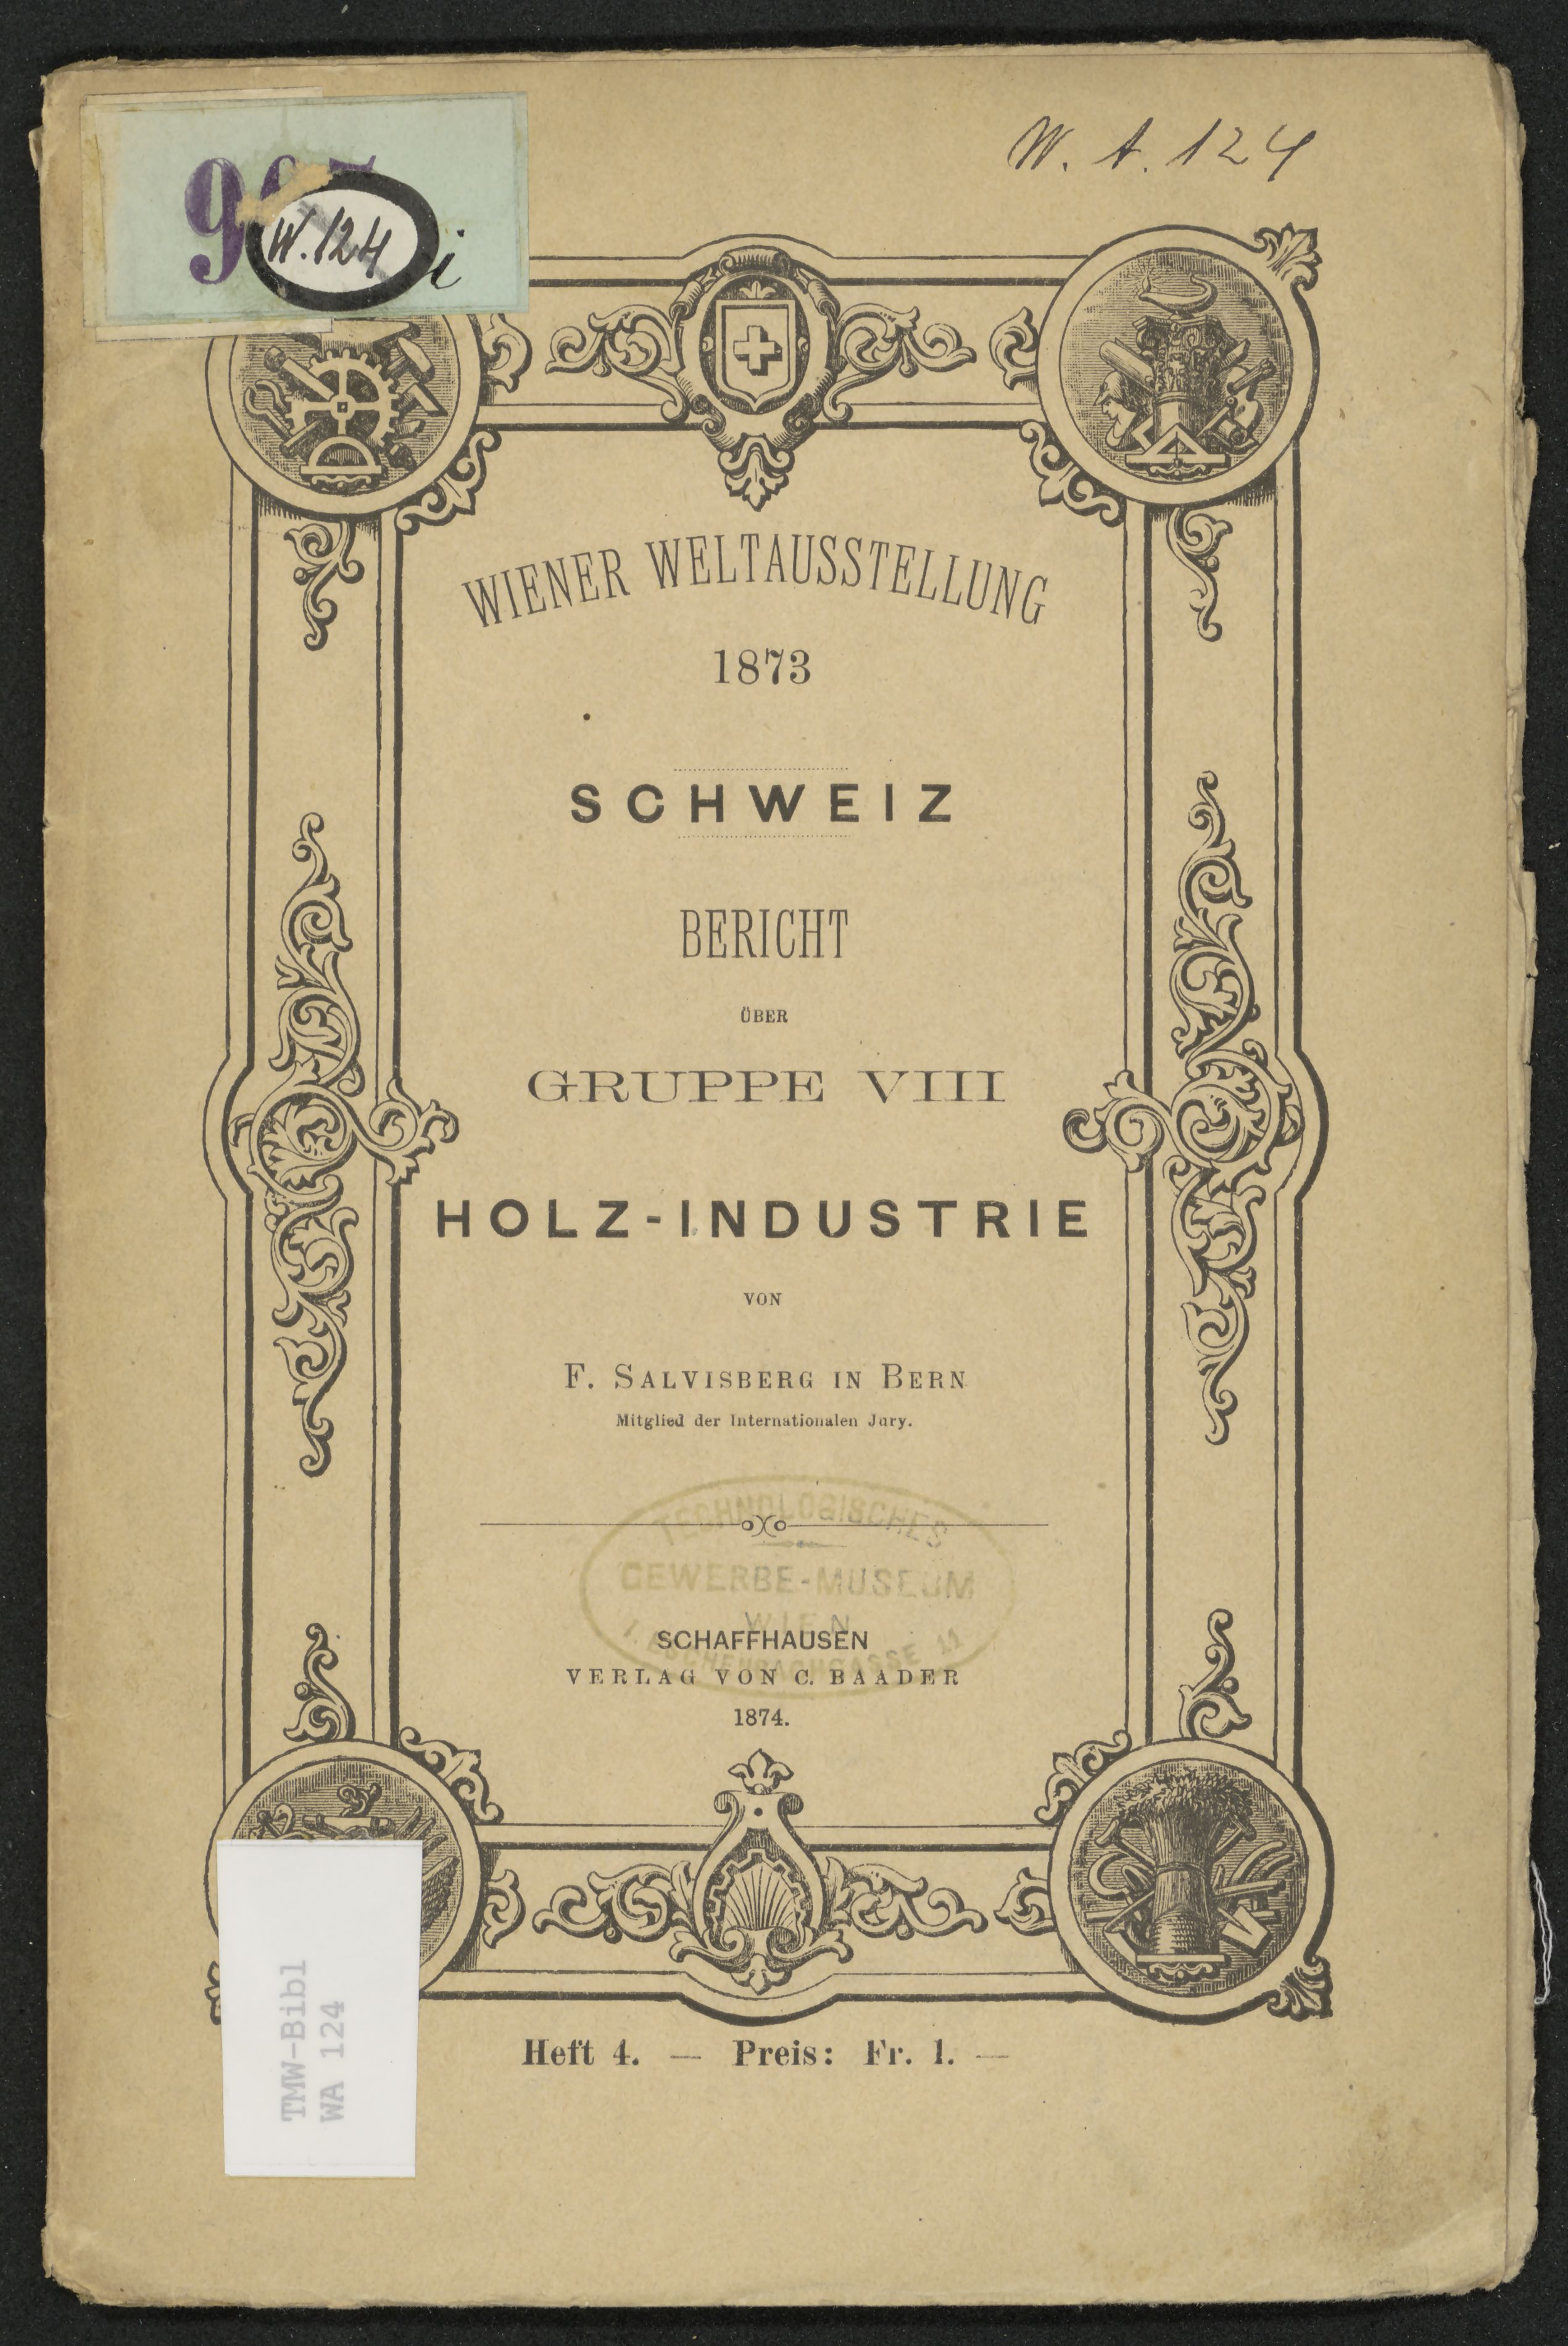 W. A. 124
W. 124
i
WIENER WELTAUSSTELLUNG
1873
SCHWEIZ
BERICHT
ÜBER
GRUPPE VIII
HOLZ-INDUSTRIE
VON
F. SALVISBERG IN BERN
Mitglied der Internationalen Jury.
TECHNOLOGISCHES
GEWERBE-MUSEUM
WIEN
I. ESCHENBACHGASSE 11
SCHAFFHAUSEN
VERLAG VON C. BAADER
1874.
Heft 4. — Preis: Fr. 1. —
TMW-Bibl
WA 124